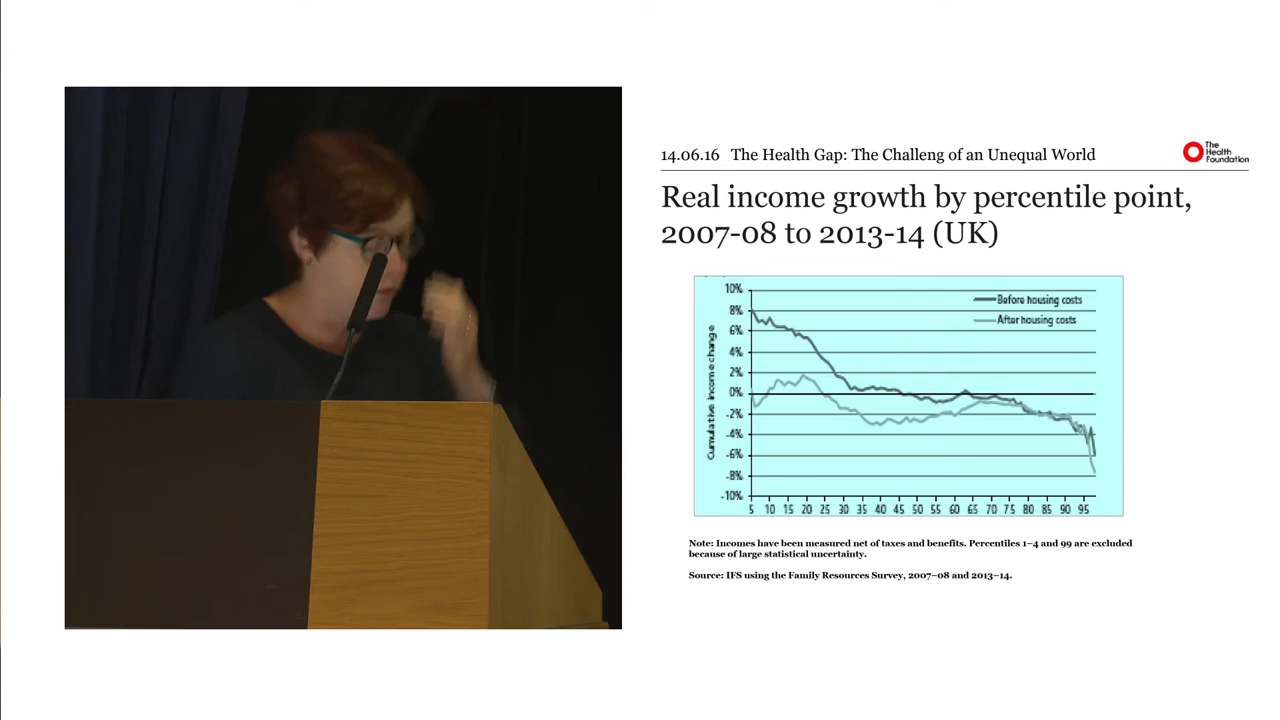 14.06.16 The Health Gap: The Challeng of an Unequal World
The
Health
Foundation
Real income growth by percentile point,
2007-08 to 2013-14 (UK)
10%
8%
6%
4%
2%
0%
-2%
-4%
-6%
-8%
-10%
Cumulative income change
Before housing costs
After housing costs
5 10 15 20 25 30 35 40 45 50 55 60 65 70 75 80 85 90 95
Note: Incomes have been measured net of taxes and benefits. Percentiles 1–4 and 99 are excluded
because of large statistical uncertainty.
Source: IFS using the Family Resources Survey, 2007–08 and 2013–14.